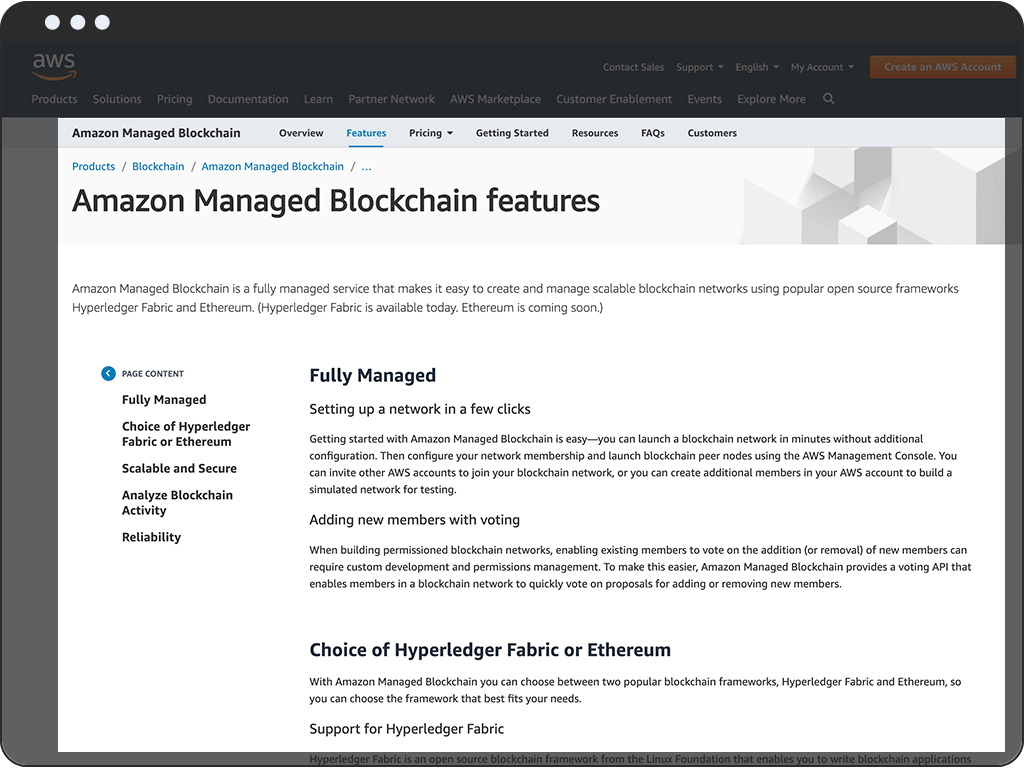 aws
Contact Sales Support English My Account Create an AWS Account
Products Solutions Pricing Documentation Learn Partner Network AWS Marketplace Customer Enablement Events Explore More
Amazon Managed Blockchain Overview Features Pricing Getting Started Resources FAQs Customers
Products / Blockchain / Amazon Managed Blockchain / ...
Amazon Managed Blockchain features
Amazon Managed Blockchain is a fully managed service that makes it easy to create and manage scalable blockchain networks using popular open source frameworks
Hyperledger Fabric and Ethereum. (Hyperledger Fabric is available today. Ethereum is coming soon.)
PAGE CONTENT
Fully Managed
Choice of Hyperledger
Fabric or Ethereum
Scalable and Secure
Analyze Blockchain
Activity
Reliability
Fully Managed
Setting up a network in a few clicks
Getting started with Amazon Managed Blockchain is easy—you can launch a blockchain network in minutes without additional
configuration. Then configure your network membership and launch blockchain peer nodes using the AWS Management Console. You
can invite other AWS accounts to join your blockchain network, or you can create additional members in your AWS account to build a
simulated network for testing.
Adding new members with voting
When building permissioned blockchain networks, enabling existing members to vote on the addition (or removal) of new members can
require custom development and permissions management. To make this easier, Amazon Managed Blockchain provides a voting API that
enables members in a blockchain network to quickly vote on proposals for adding or removing new members.
Choice of Hyperledger Fabric or Ethereum
With Amazon Managed Blockchain you can choose between two popular blockchain frameworks, Hyperledger Fabric and Ethereum, so
you can choose the framework that best fits your needs.
Support for Hyperledger Fabric
Hyperledger Fabric is an open source blockchain framework from the Linux Foundation that enables you to write blockchain applications